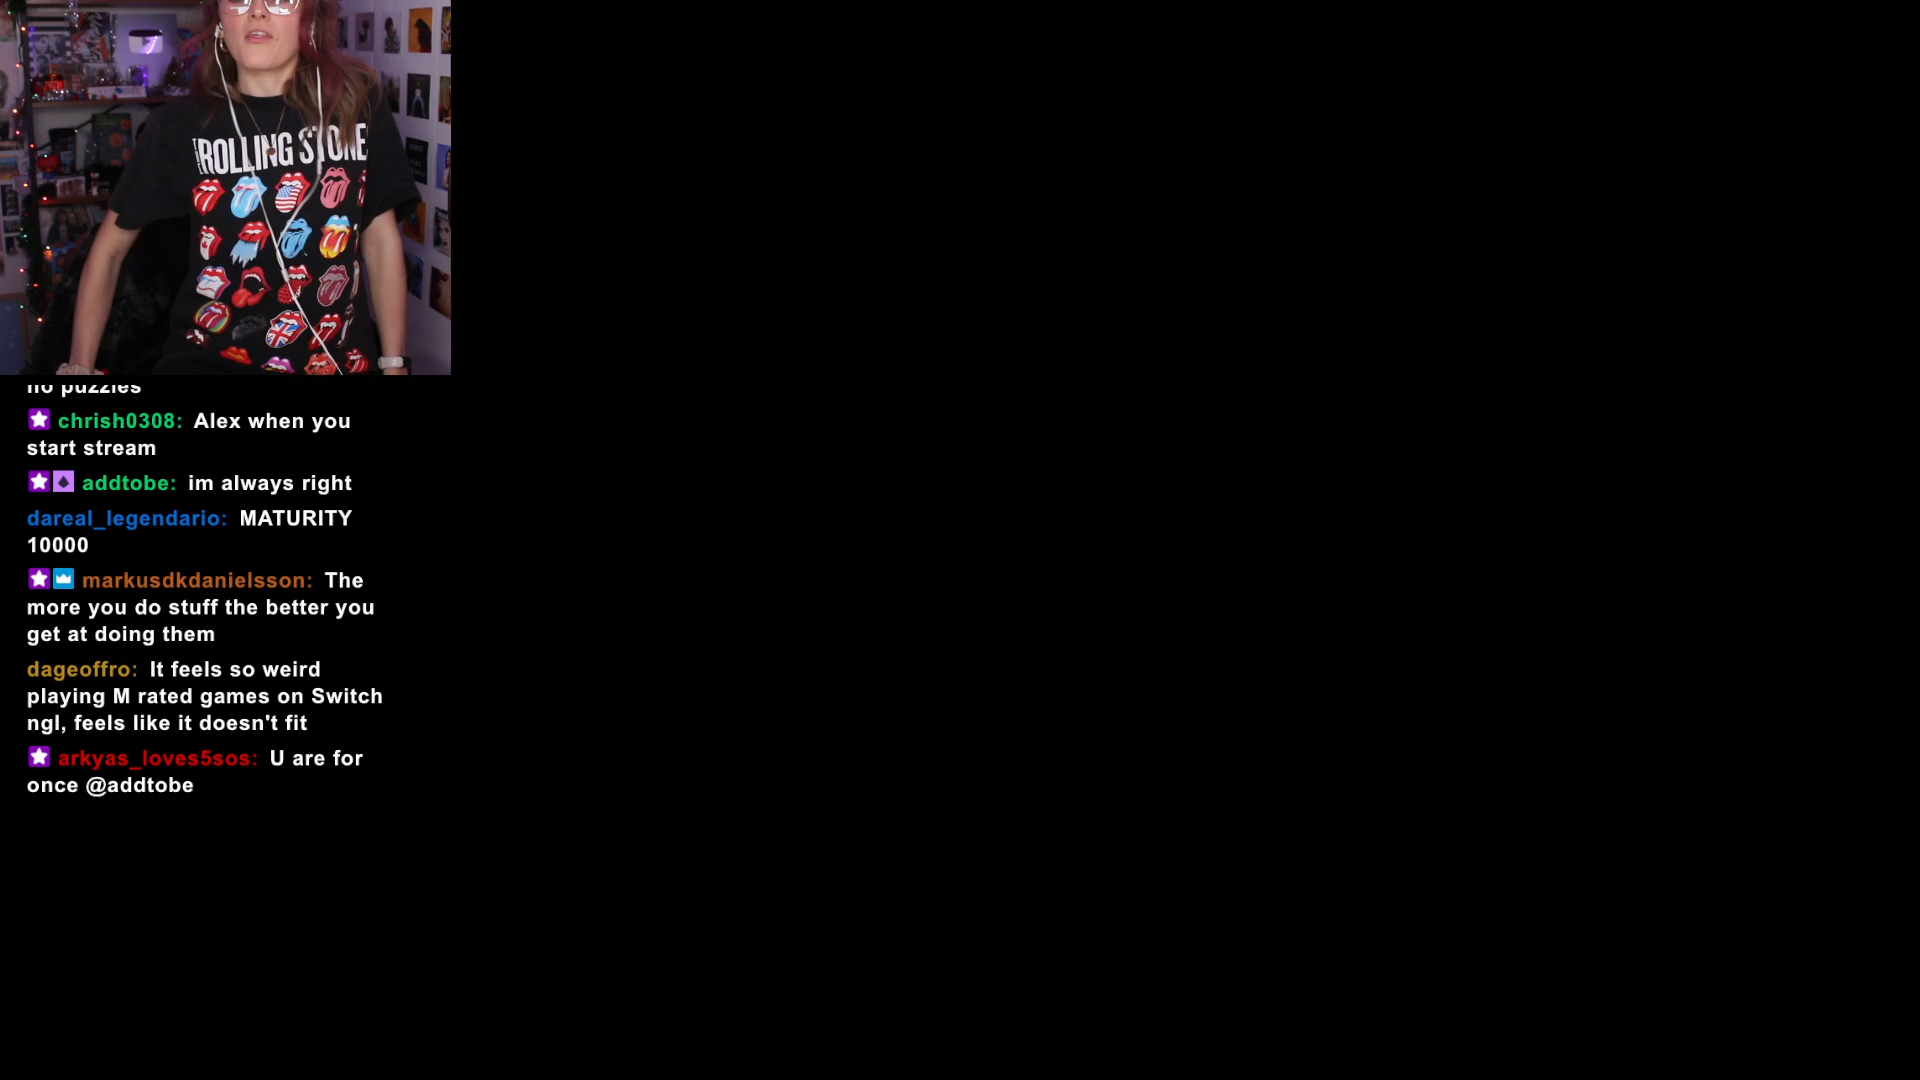 ROLLING STONE
no puzzles
chrish0308: Alex when you
start stream
addtobe: im always right
dareal_legendario: MATURITY
10000
markusdkdanielsson: The
more you do stuff the better you
get at doing them
dageoffro: It feels so weird
playing M rated games on Switch
ngl, feels like it doesn't fit
arkyas_loves5sos: U are for
once @addtobe